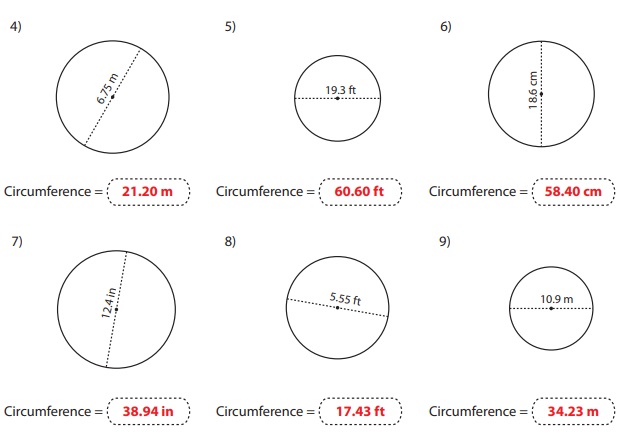 4)
5)
6)
6.75 m
19.3 ft
18.6 cm
Circumference = 21.20 m
Circumference = 60.60 ft
Circumference = 58.40 cm
7)
8)
9)
12.4 in
5.55 ft
10.9 m
Circumference = 38.94 in
Circumference = 17.43 ft
Circumference = 34.23 m